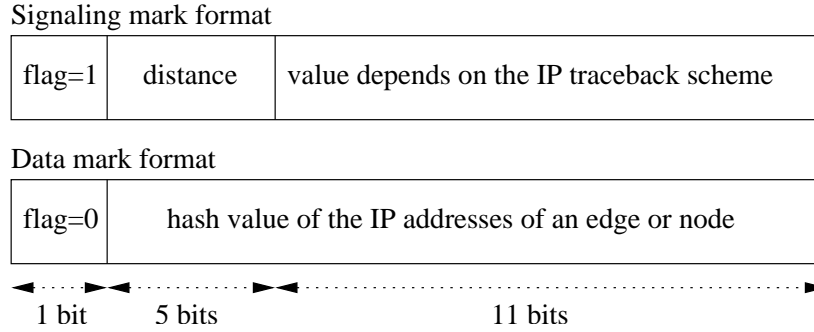 Signaling mark format
flag=1 distance value depends on the IP traceback scheme
Data mark format
flag=0 hash value of the IP addresses of an edge or node
1 bit 5 bits 11 bits